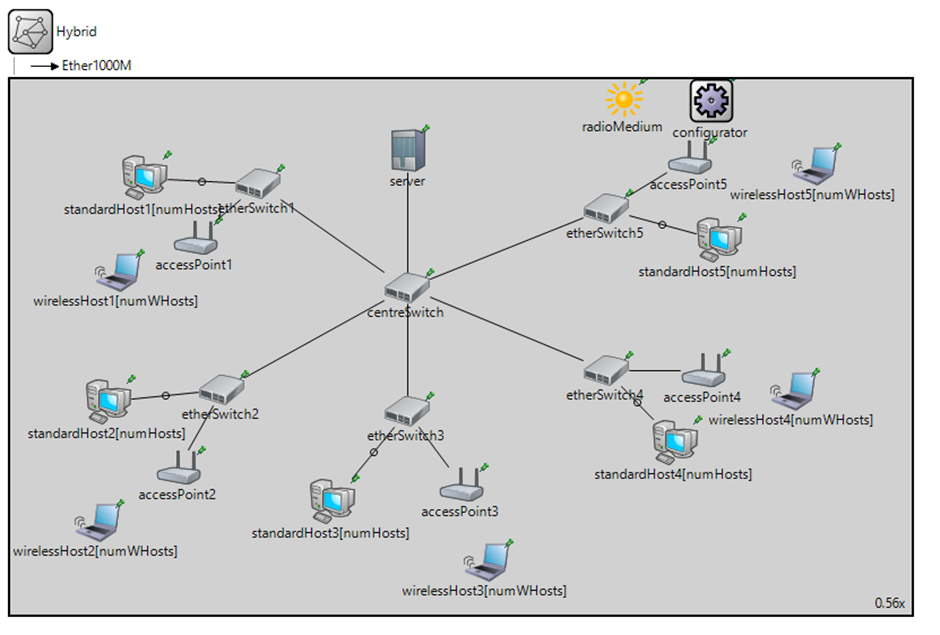 Hybrid
Ether1000M
radioMedium
configurator
server
accessPoint5
wirelessHost5[numWHosts]
standardHost1[numHosts]
etherSwitch1
etherSwitch5
accessPoint1
standardHost5[numHosts]
wirelessHost1[numWHosts]
centreSwitch
etherSwitch4
accessPoint4
etherSwitch2
wirelessHost4[numWHosts]
standardHost2[numHosts]
etherSwitch3
standardHost4[numHosts]
accessPoint2
accessPoint3
standardHost3[numHosts]
wirelessHost2[numWHosts]
wirelessHost3[numWHosts]
0.56x